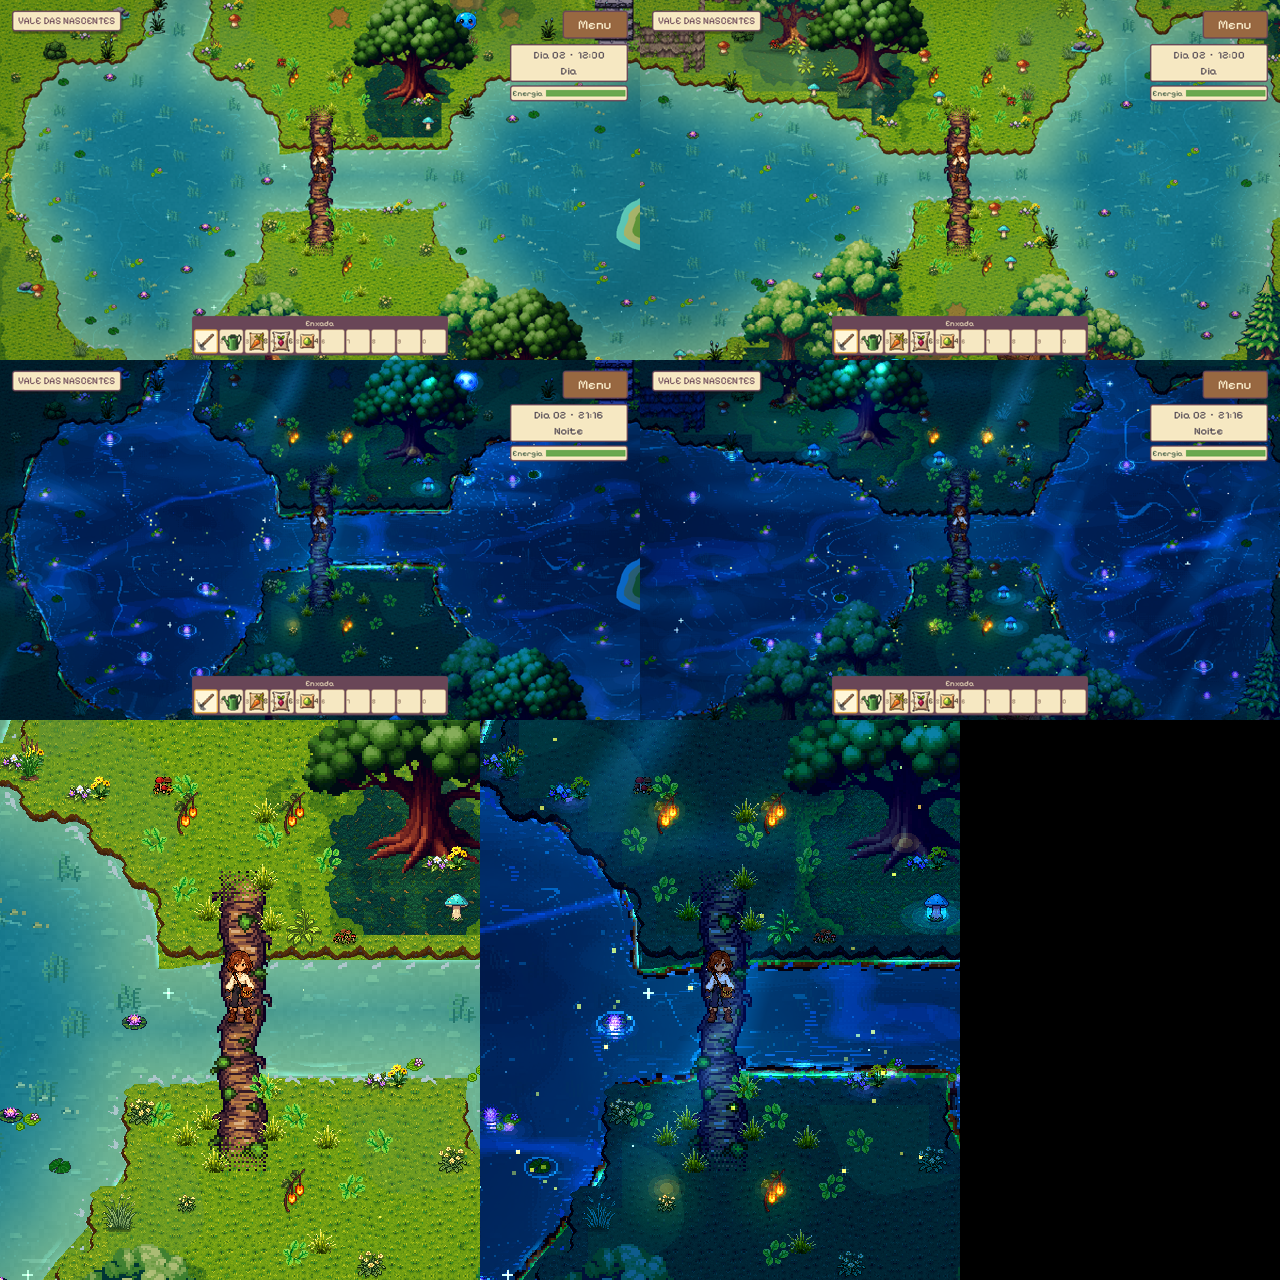 VALE DAS NASCENTES
Menu
Dia 02 · 12:00
Dia
Energia
Enxada
VALE DAS NASCENTES
Menu
Dia 02 · 12:00
Dia
Energia
Enxada
VALE DAS NASCENTES
Menu
Dia 02 · 21:16
Noite
Energia
Enxada
VALE DAS NASCENTES
Menu
Dia 02 · 21:16
Noite
Energia
Enxada